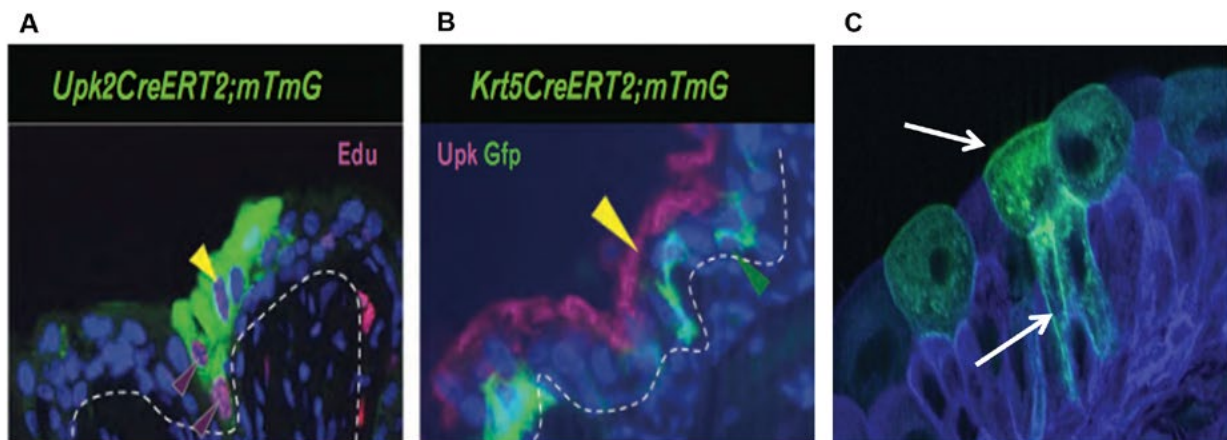 A
B
C
Upk2CreERT2;mTmG
Krt5CreERT2;mTmG
Edu
Upk Gfp